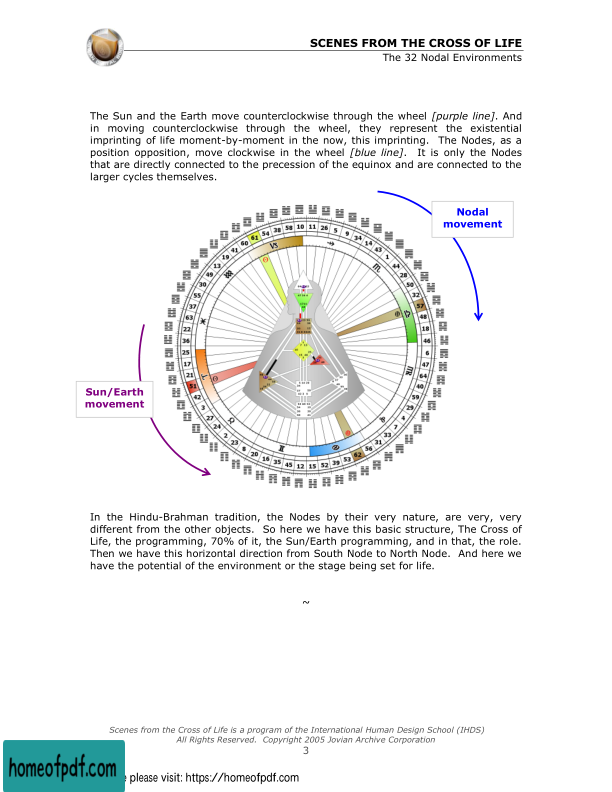 SCENES FROM THE CROSS OF LIFE
The 32 Nodal Environments
The Sun and the Earth move counterclockwise through the wheel [purple line]. And
in moving counterclockwise through the wheel, they represent the existential
imprinting of life moment-by-moment in the now, this imprinting. The Nodes, as a
position opposition, move clockwise in the wheel [blue line]. It is only the Nodes
that are directly connected to the precession of the equinox and are connected to the
larger cycles themselves.
Nodal
movement
61 54 38 58 10 11 26 5 9 34 14 43 1 44 28 50 32 57 48 18 46 6 47 64 40 59 29 4 7 33 31 56 62 53 39 52 15 12 45 35 16 20 8 23 2 24 27 3 42 51 21 17 25 36 22 63 37 55 30 49 13 19 41 60
Sun/Earth
movement
In the Hindu-Brahman tradition, the Nodes by their very nature, are very, very
different from the other objects. So here we have this basic structure, The Cross of
Life, the programming, 70% of it, the Sun/Earth programming, and in that, the role.
Then we have this horizontal direction from South Node to North Node. And here we
have the potential of the environment or the stage being set for life.
~
Scenes from the Cross of Life is a program of the International Human Design School (IHDS)
All Rights Reserved. Copyright 2005 Jovian Archive Corporation
3
homeofpdf.com
please visit: https://homeofpdf.com